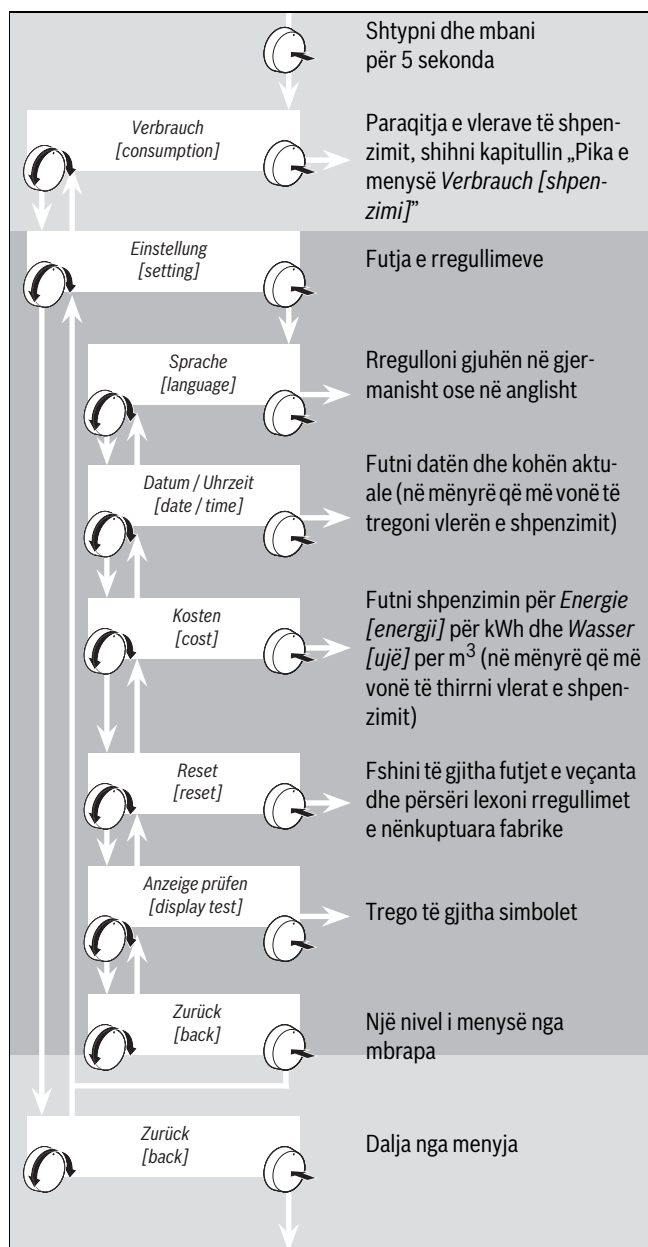 Shtypni dhe mbani
për 5 sekonda
Verbrauch
[consumption]
Paraqitja e vlerave të shpen-
zimit, shihni kapitullin „Pika e
menysë Verbrauch [shpen-
zimi]”
Einstellung
[setting]
Futja e rregullimeve
Sprache
[language]
Rregulloni gjuhën në gjer-
manisht ose në anglisht
Datum / Uhrzeit
[date / time]
Futni datën dhe kohën aktu-
ale (në mënyrë që më vonë të
tregoni vlerën e shpenzimit)
Kosten
[cost]
Futni shpenzimin për Energie
[energji] për kWh dhe Wasser
[ujë] per m³ (në mënyrë që më
vonë të thirrni vlerat e shpen-
zimit)
Reset
[reset]
Fshini të gjitha futjet e veçanta
dhe përsëri lexoni rregullimet
e nënkuptuara fabrike
Anzeige prüfen
[display test]
Trego të gjitha simbolet
Zurück
[back]
Një nivel i menysë nga
mbrapa
Zurück
[back]
Dalja nga menyja